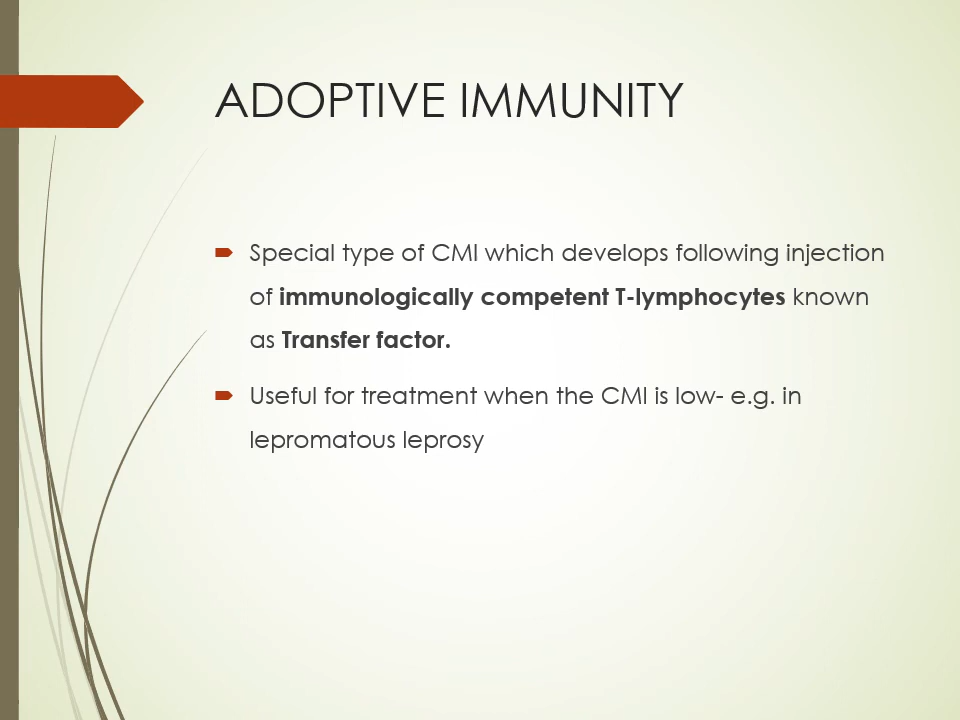 ADOPTIVE IMMUNITY
Special type of CMI which develops following injection
of immunologically competent T-lymphocytes known
as Transfer factor.
Useful for treatment when the CMI is low- e.g. in
lepromatous leprosy